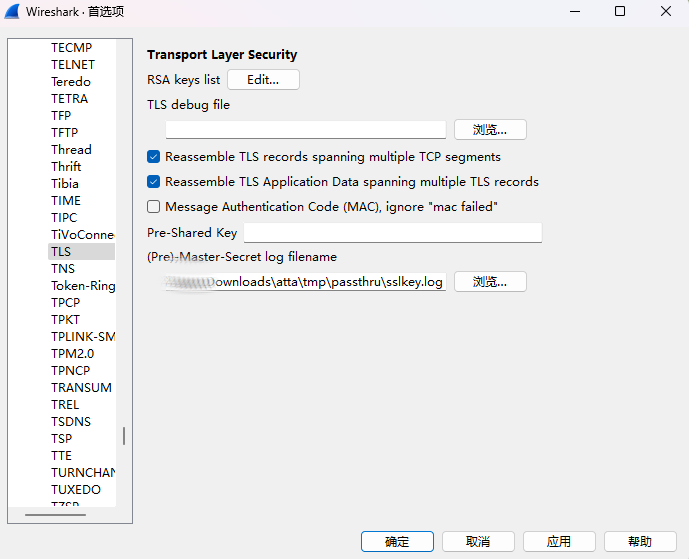 Wireshark · 首选项
TECMP
TELNET
Teredo
TETRA
TFP
TFTP
Thread
Thrift
Tibia
TIME
TIPC
TiVoConne
TLS
TNS
Token-Ring
TPCP
TPKT
TPLINK-SM
TPM2.0
TPNCP
TRANSUM
TREL
TSDNS
TSP
TTE
TURNCHAN
TUXEDO
TZSP
Transport Layer Security
RSA keys list Edit...
TLS debug file
浏览...
Reassemble TLS records spanning multiple TCP segments
Reassemble TLS Application Data spanning multiple TLS records
Message Authentication Code (MAC), ignore "mac failed"
Pre-Shared Key
(Pre)-Master-Secret log filename
Downloads\atta\tmp\passthru\sslkey.log 浏览...
确定 取消 应用 帮助